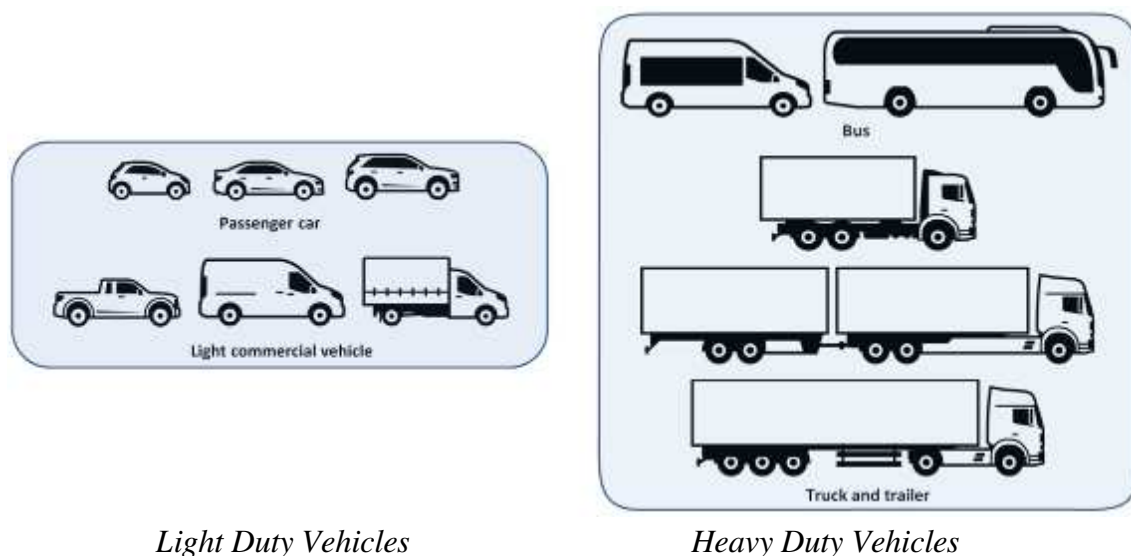 Passenger car
Light commercial vehicle
Light Duty Vehicles
Bus
Truck and trailer
Heavy Duty Vehicles